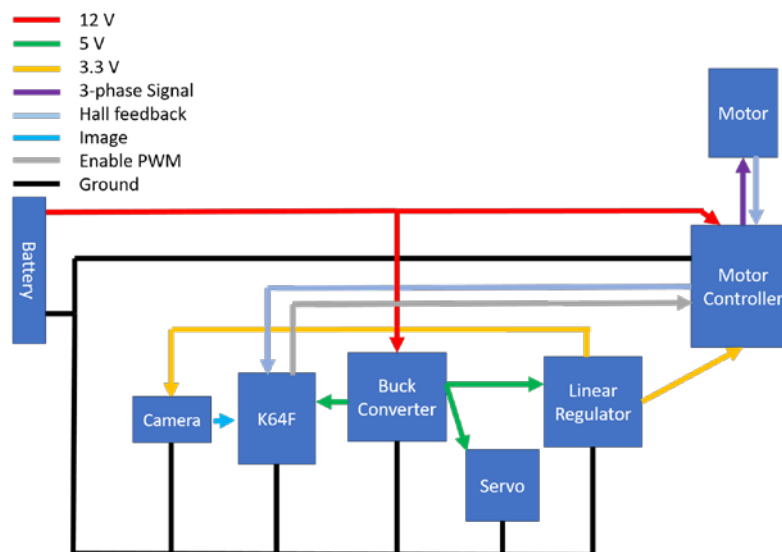 12 V
5 V
3.3 V
3-phase Signal
Hall feedback
Image
Enable PWM
Ground
Motor
Battery
Motor
Controller
Buck
Converter
Linear
Regulator
Camera
K64F
Servo